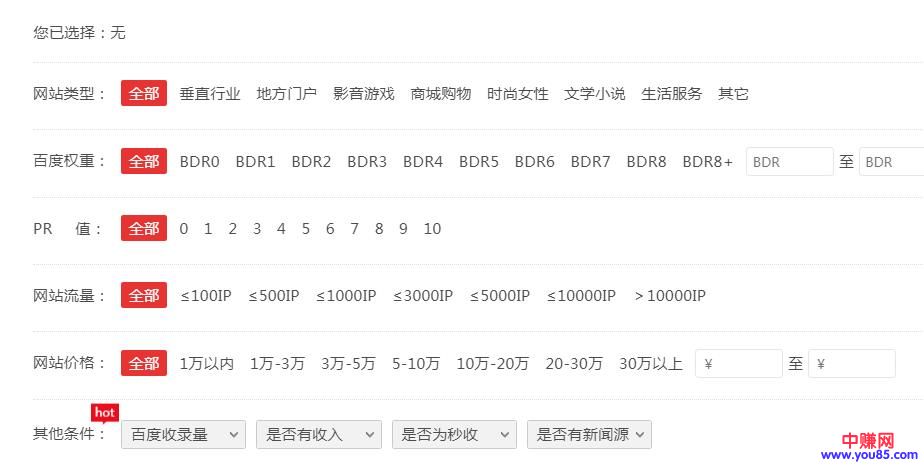 您已选择：无
网站类型： 全部 垂直行业 地方门户 影音游戏 商城购物 时尚女性 文学小说 生活服务 其它
百度权重： 全部 BDR0 BDR1 BDR2 BDR3 BDR4 BDR5 BDR6 BDR7 BDR8 BDR8+ BDR 至 BDR
PR 值： 全部 0 1 2 3 4 5 6 7 8 9 10
网站流量： 全部 ≤100IP ≤500IP ≤1000IP ≤3000IP ≤5000IP ≤10000IP ＞10000IP
网站价格： 全部 1万以内 1万-3万 3万-5万 5-10万 10万-20万 20-30万 30万以上 ¥ 至 ¥
hot
其他条件： 百度收录量 是否有收入 是否为秒收 是否有新闻源
中赚网
www.you85.com